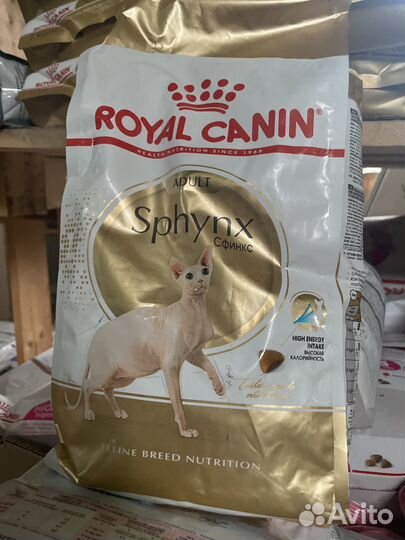 ROYAL CANIN
HEALTH NUTRITION SINCE 1968
ADULT
Sphynx
Сфинкс
HIGH ENERGY
INTAKE
ВЫСОКАЯ
КАЛОРИЙНОСТЬ
FELINE BREED NUTRITION
Avito